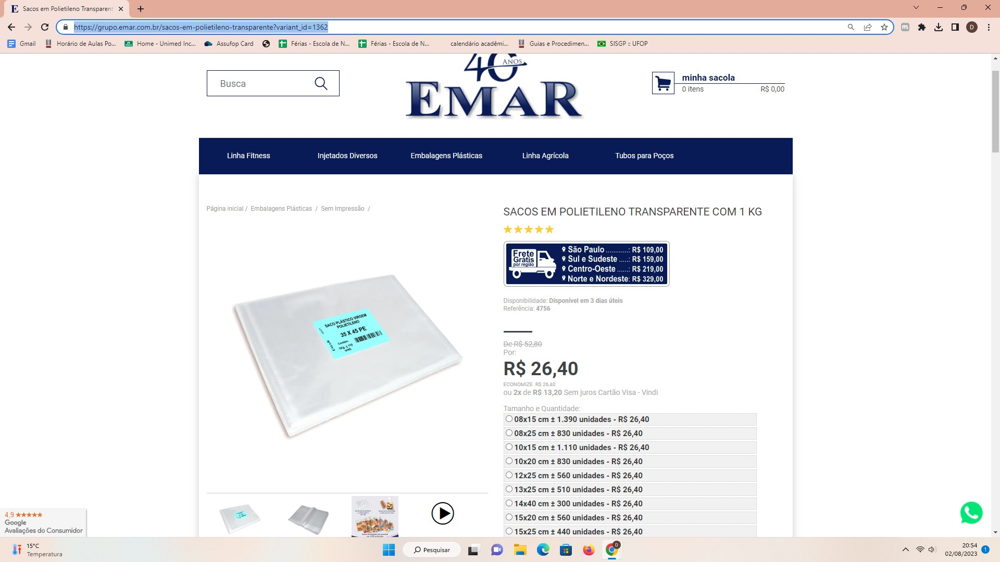 Sacos em Polietileno Transparent
https://grupo.emar.com.br/sacos-em-polietileno-transparente?variant_id=1362
D
Gmail
Horário de Aulas Po...
Home - Unimed Inc...
Assufop Card
Férias - Escola de N...
Férias - Escola de N...
calendário acadêmi...
Guias e Procedimen...
SISGP :: UFOP
Busca
40 ANOS
EMAR
minha sacola
0 itens
R$ 0,00
Linha Fitness
Injetados Diversos
Embalagens Plásticas
Linha Agrícola
Tubos para Poços
Página inicial / Embalagens Plásticas / Sem Impressão /
SACOS EM POLIETILENO TRANSPARENTE COM 1 KG
Frete
Grátis
por região
São Paulo ............: R$ 109,00
Sul e Sudeste .....: R$ 159,00
Centro-Oeste ......: R$ 219,00
Norte e Nordeste: R$ 329,00
Disponibilidade: Disponível em 3 dias úteis
Referência: 4756
SACO PLÁSTICO VIRGEM
POLIETILENO
35 X 45 PE
Contém:
1Kg. ± 110
unid.
EMAR
De R$ 52,80
Por:
R$ 26,40
ECONOMIZE R$ 26,40
ou 2x de R$ 13,20 Sem juros Cartão Visa - Vindi
Tamanho e Quantidade:
08x15 cm ± 1.390 unidades - R$ 26,40
08x25 cm ± 830 unidades - R$ 26,40
10x15 cm ± 1.110 unidades - R$ 26,40
10x20 cm ± 830 unidades - R$ 26,40
12x25 cm ± 560 unidades - R$ 26,40
13x25 cm ± 510 unidades - R$ 26,40
14x40 cm ± 300 unidades - R$ 26,40
15x20 cm ± 560 unidades - R$ 26,40
15x25 cm ± 440 unidades - R$ 26,40
4,9
Google
Avaliações do Consumidor
15°C
Temperatura
Pesquisar
D
20:54
02/08/2023
1